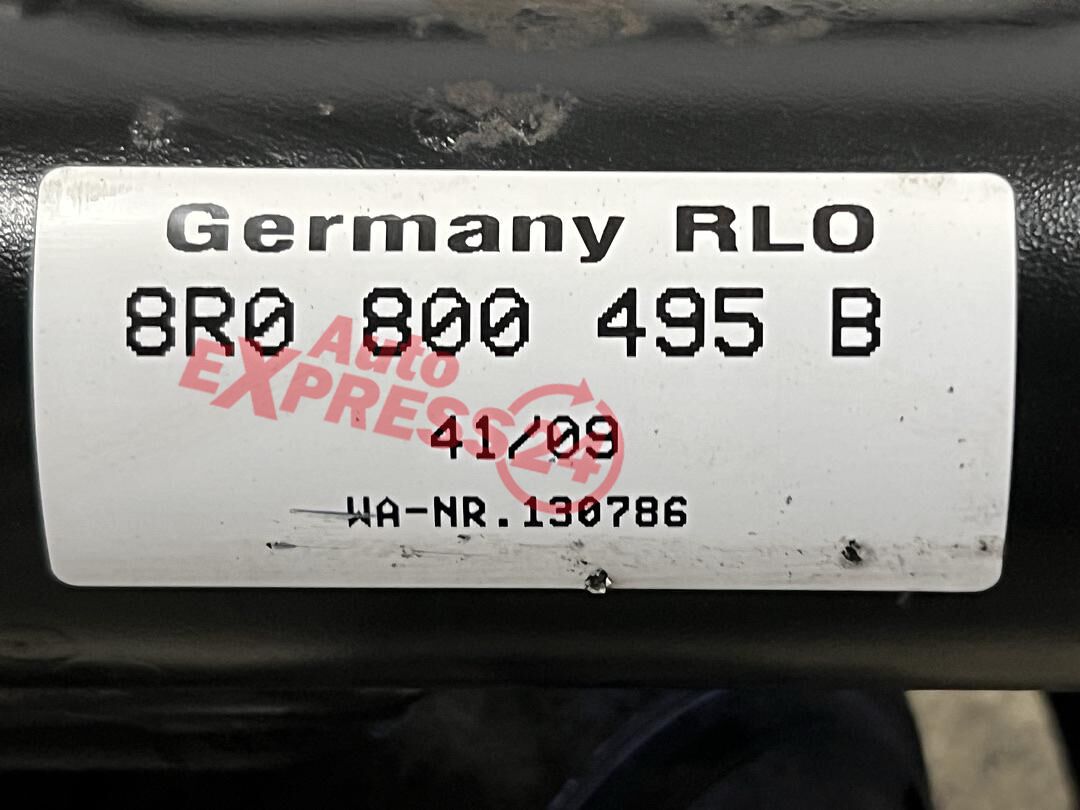 Germany RLO
8R0 800 495 B
Auto
EXPRESS24
41/09
WA-NR.130786